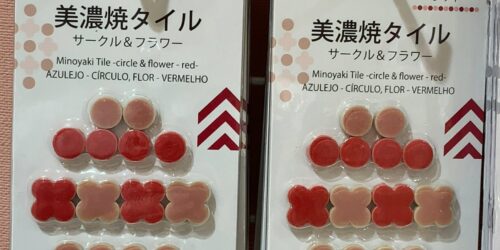 美濃焼タイル
サークル＆フラワー
Minoyaki Tile -circle & flower - red-
AZULEJO - CÍRCULO, FLOR - VERMELHO
美濃焼タイル
サークル＆フラワー
Minoyaki Tile -circle & flower - red-
AZULEJO - CÍRCULO, FLOR - VERMELHO